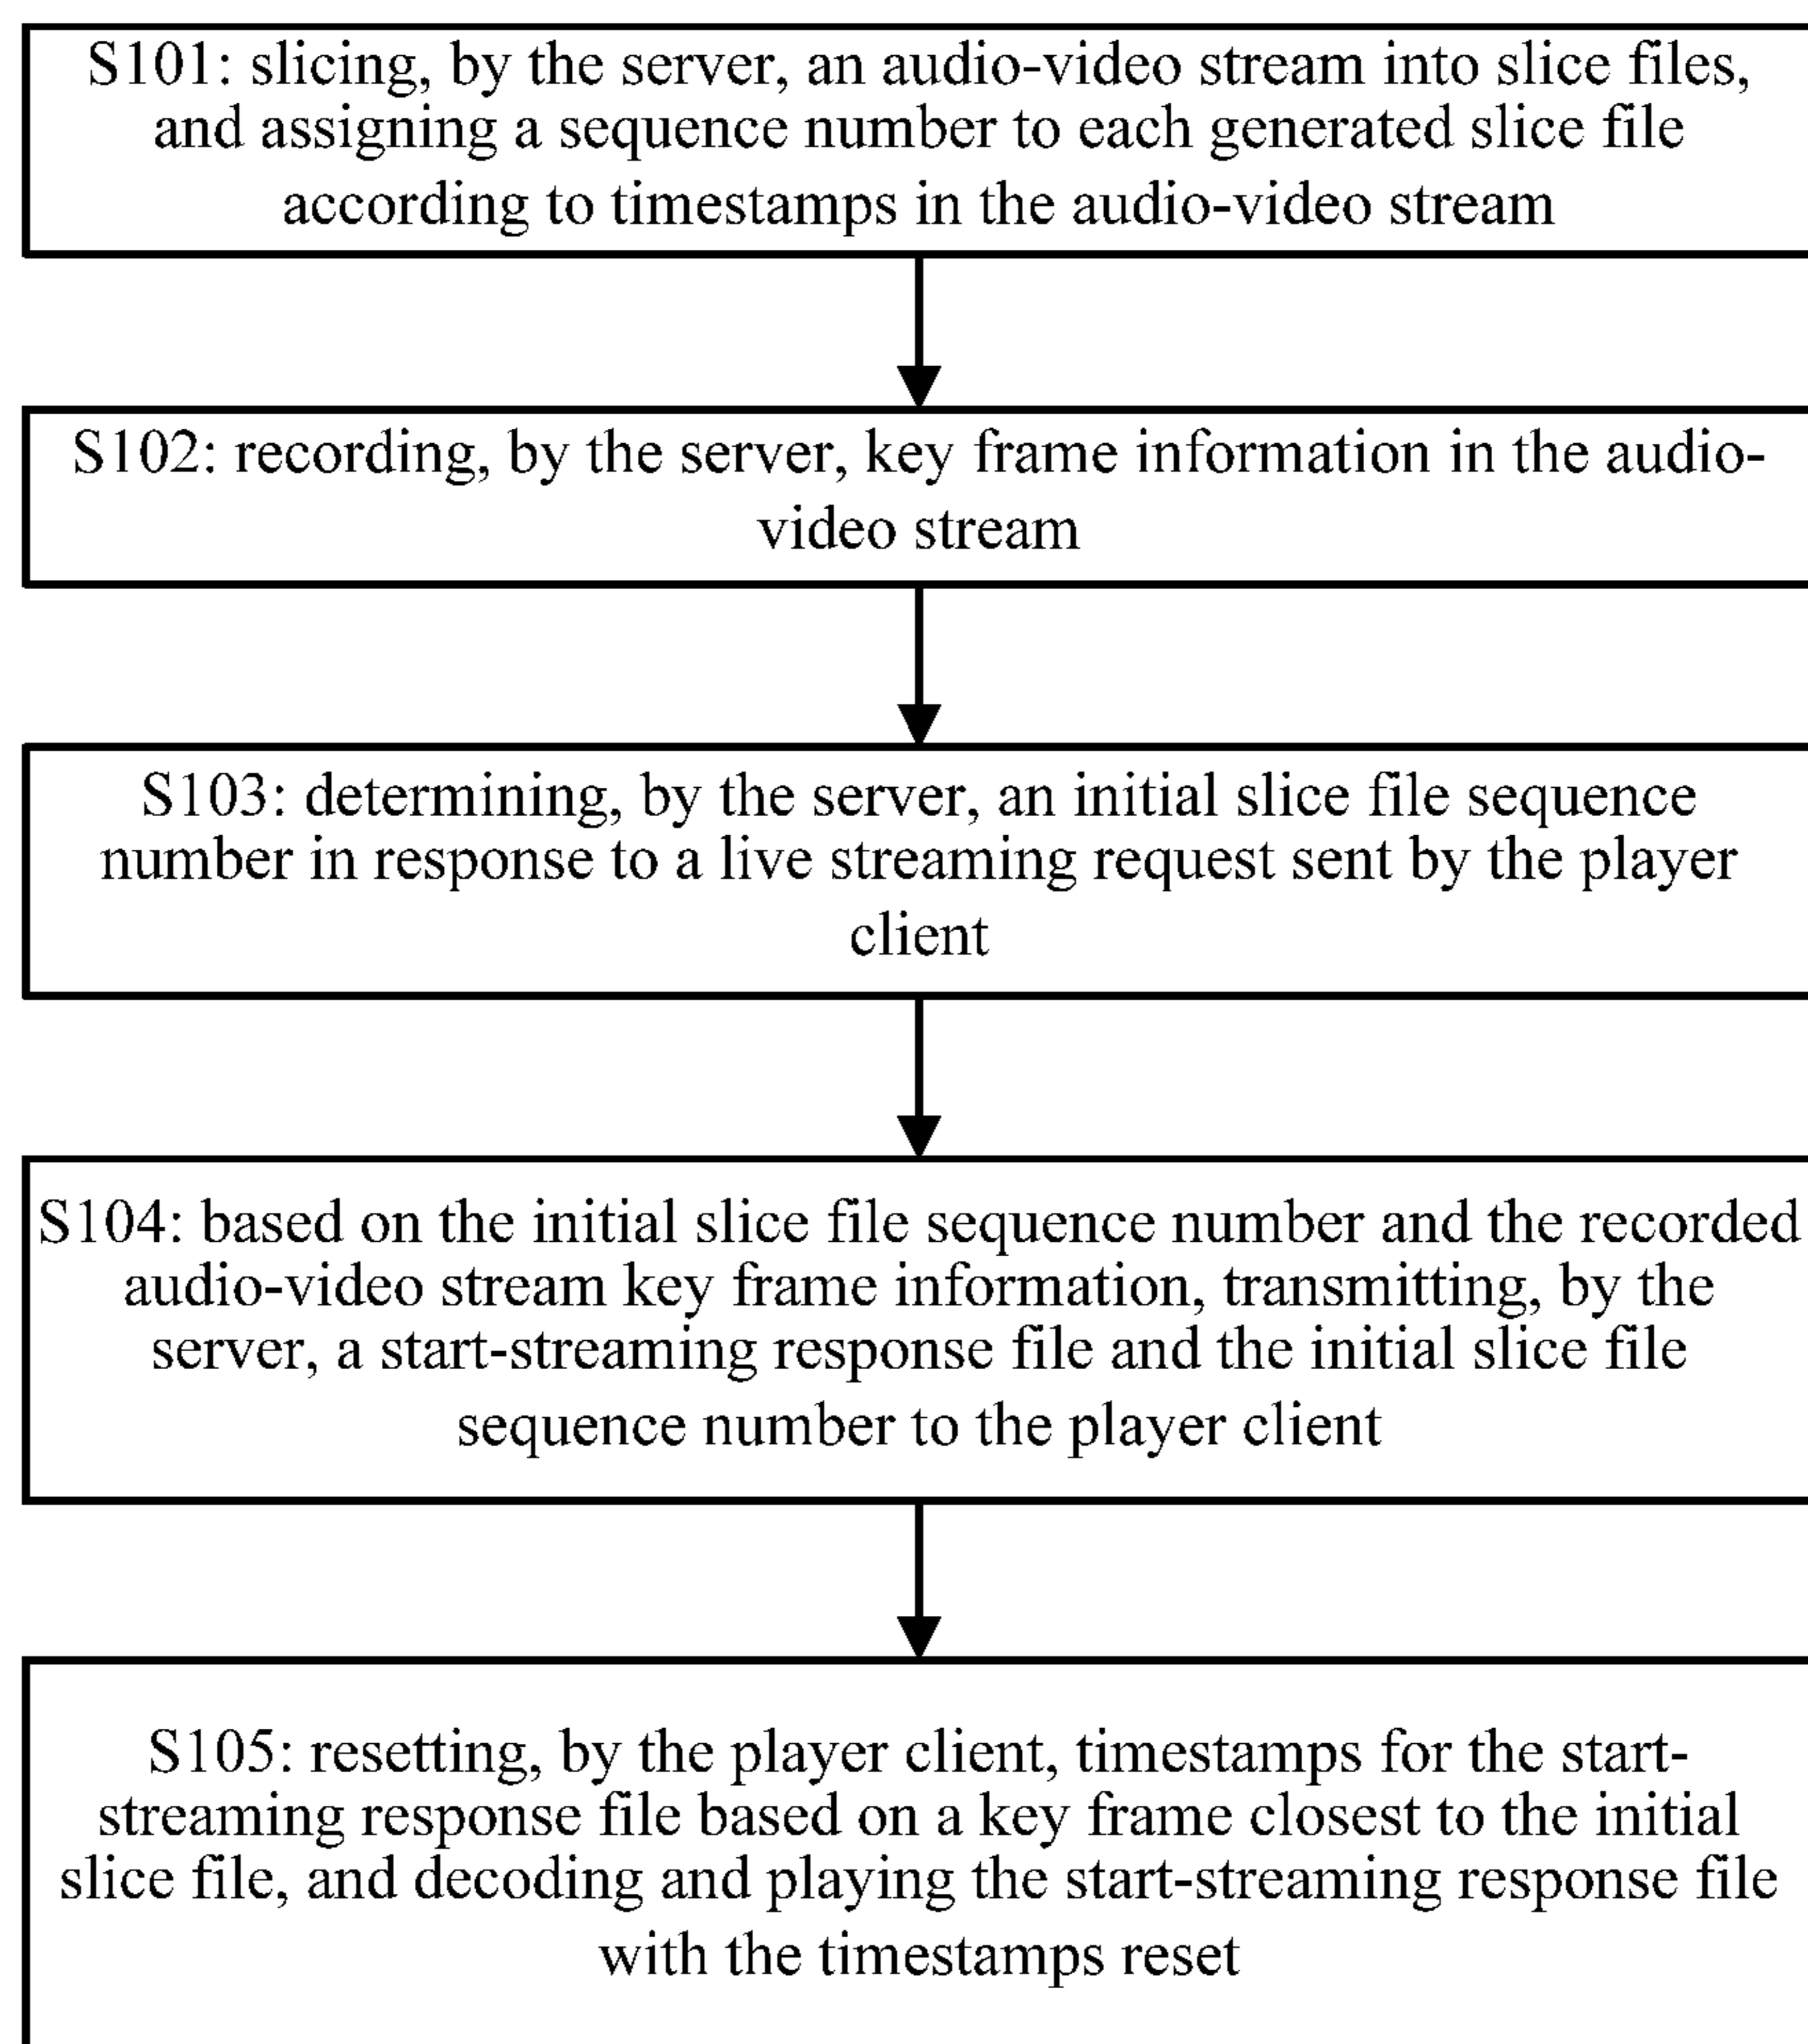 S101: slicing, by the server, an audio-video stream into slice files,
and assigning a sequence number to each generated slice file
according to timestamps in the audio-video stream
S102: recording, by the server, key frame information in the audio-
video stream
S103: determining, by the server, an initial slice file sequence
number in response to a live streaming request sent by the player
client
S104: based on the initial slice file sequence number and the recorded
audio-video stream key frame information, transmitting, by the
server, a start-streaming response file and the initial slice file
sequence number to the player client
S105: resetting, by the player client, timestamps for the start-
streaming response file based on a key frame closest to the initial
slice file, and decoding and playing the start-streaming response file
with the timestamps reset